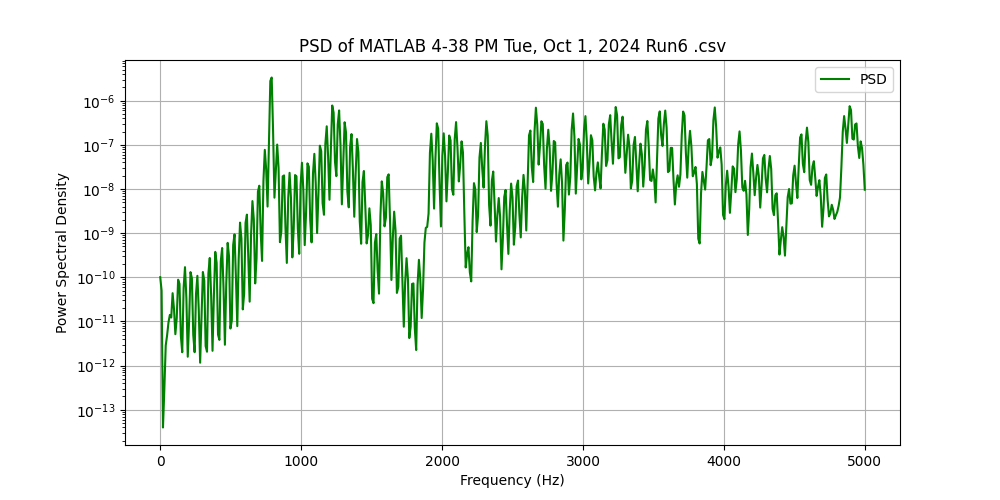 PSD of MATLAB 4-38 PM Tue, Oct 1, 2024 Run6 .csv
PSD
Power Spectral Density
10⁻⁶
10⁻⁷
10⁻⁸
10⁻⁹
10⁻¹⁰
10⁻¹¹
10⁻¹²
10⁻¹³
0 1000 2000 3000 4000 5000
Frequency (Hz)